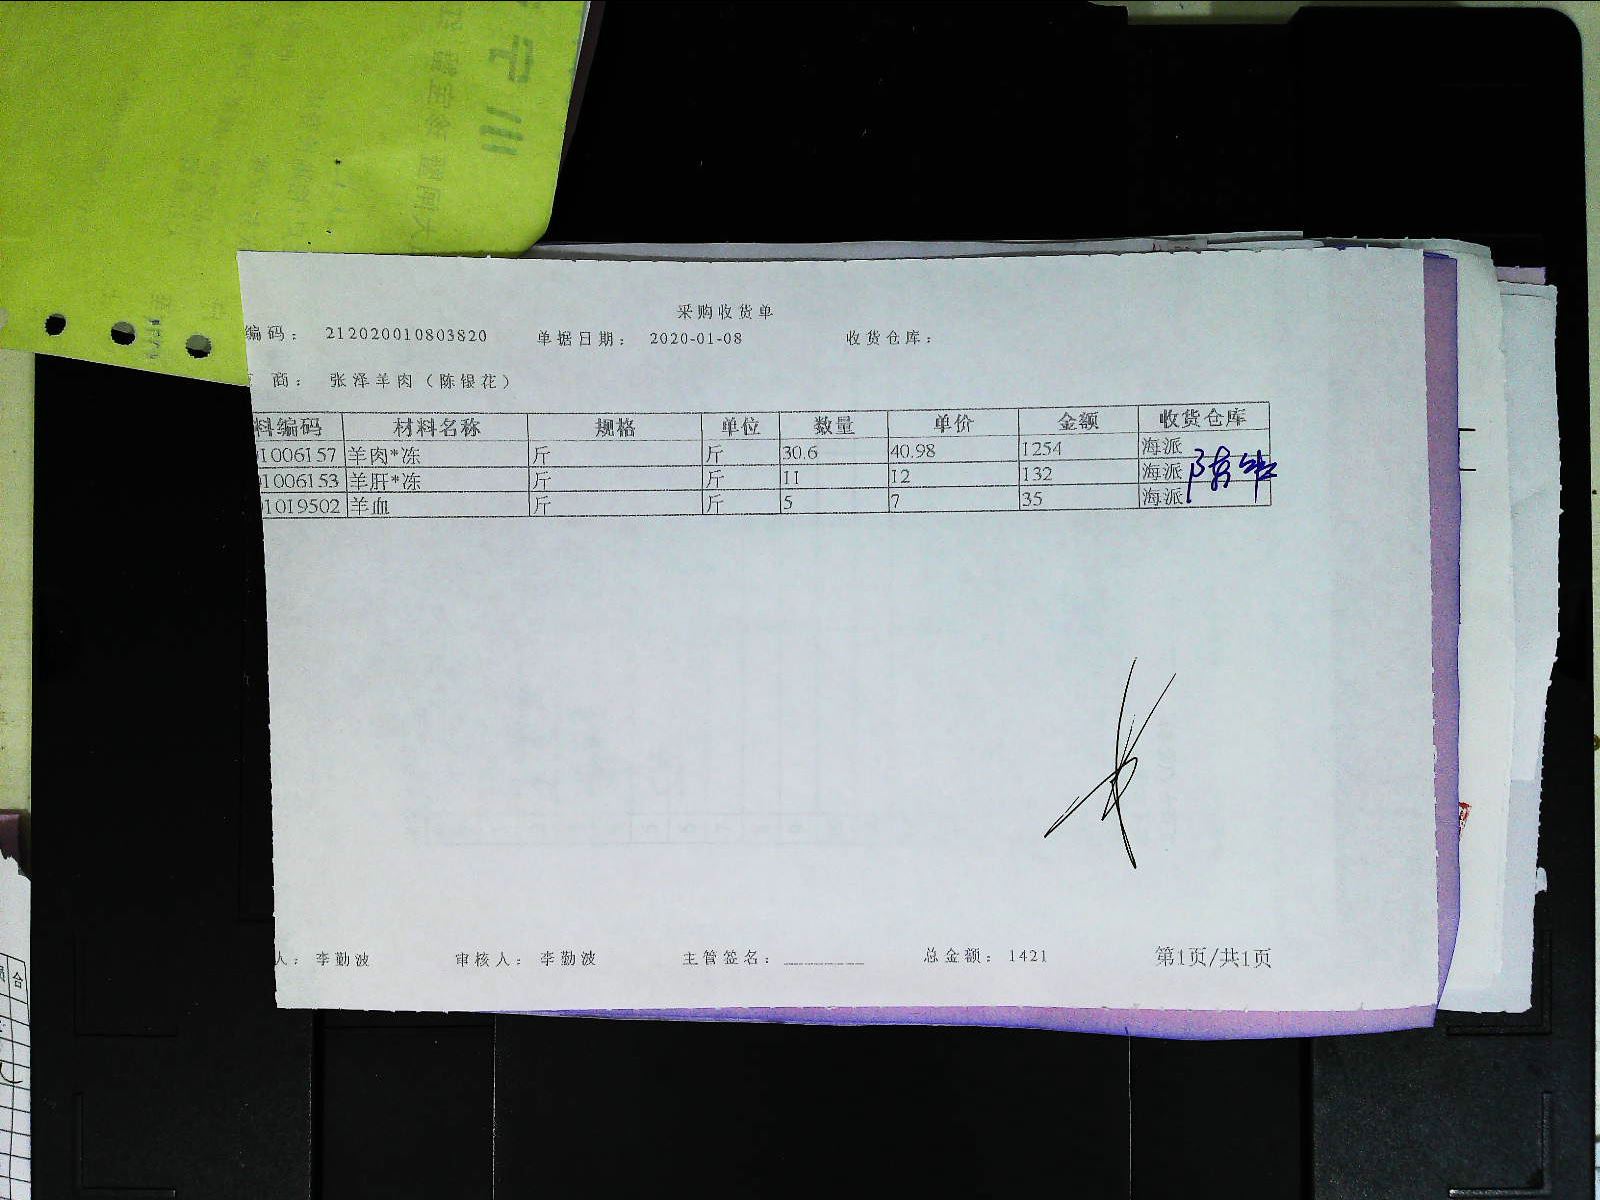 采购收货单
编码： 212020010803820 单据日期： 2020-01-08 收货仓库：
商： 张泽羊肉（陈银花）
料编码 材料名称 规格 单位 数量 单价 金额 收货仓库
1006157 羊肉*冻 斤 斤 30.6 40.98 1254 海派
1006153 羊肝*冻 斤 斤 11 12 132 海派
1019502 羊血 斤 斤 5 7 35 海派
人： 李勤波 审核人： 李勤波 主管签名： ________ 总金额： 1421 第1页/共1页